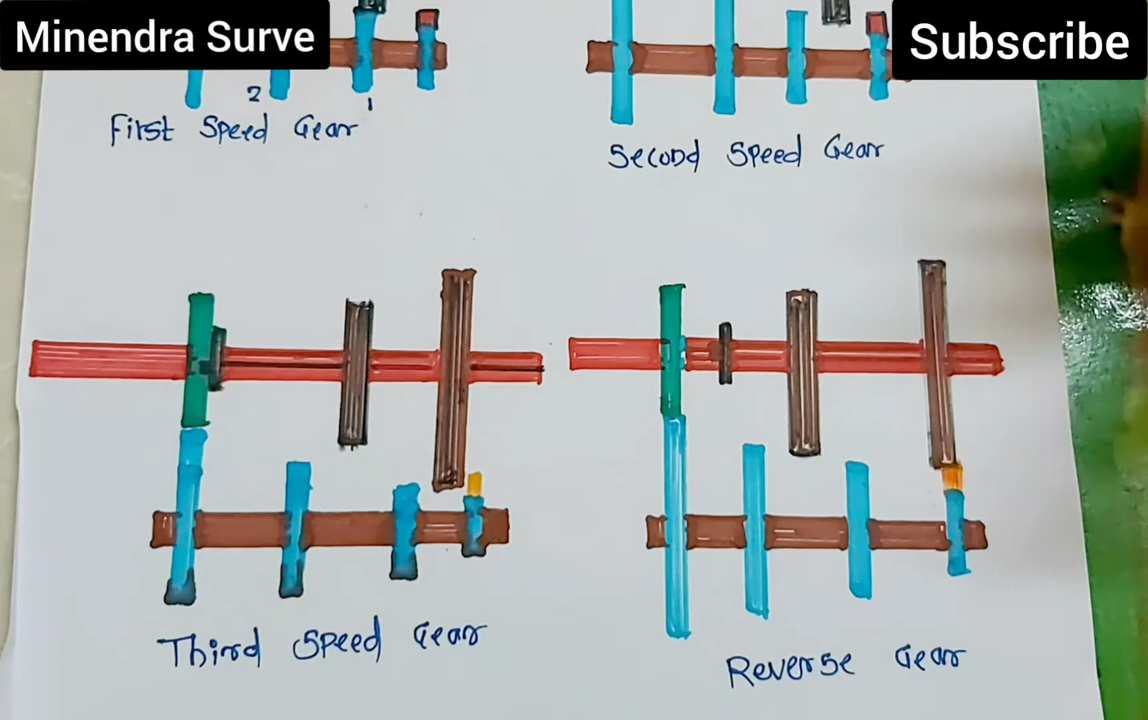 Minendra Surve
Subscribe
2
1
First Speed Gear
Second Speed Gear
Third Speed Gear
Reverse Gear